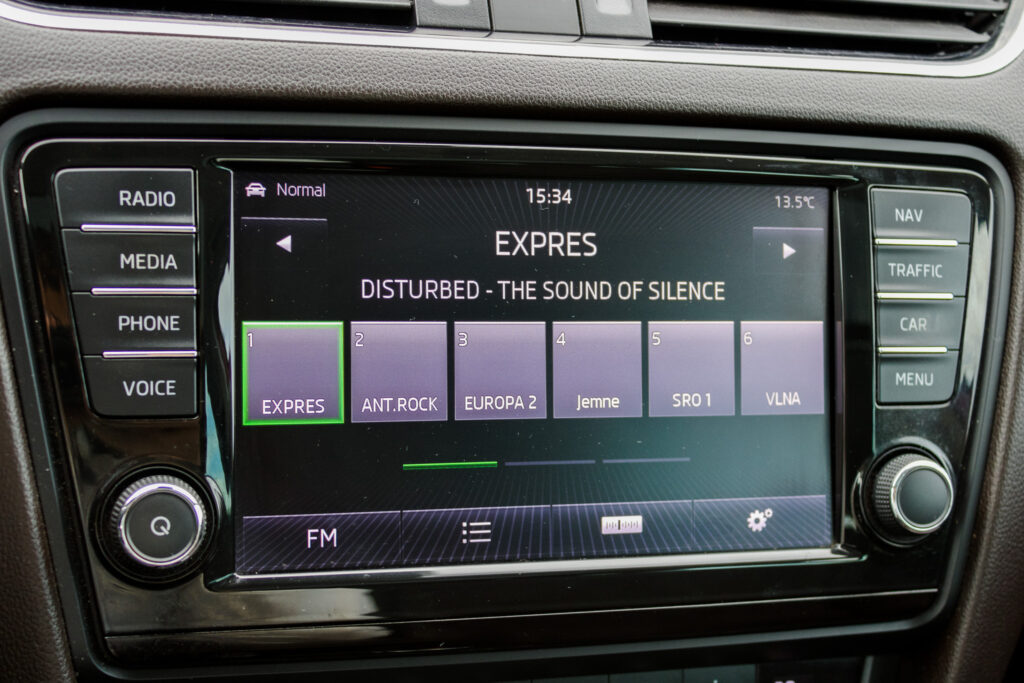 RADIO
MEDIA
PHONE
VOICE
Normal
15:34
13.5°C
EXPRES
DISTURBED - THE SOUND OF SILENCE
1
EXPRES
2
ANT.ROCK
3
EUROPA 2
4
Jemne
5
SRO 1
6
VLNA
FM
NAV
TRAFFIC
CAR
MENU